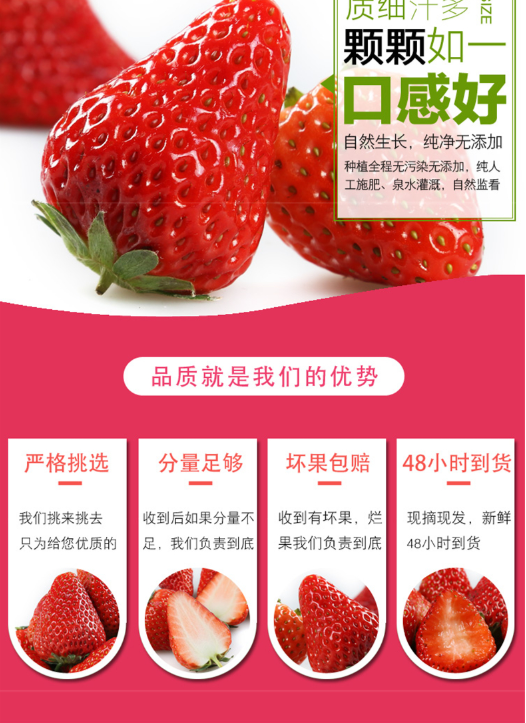 质细汁多
SIZE
颗颗如一
口感好
自然生长，纯净无添加
种植全程无污染无添加，纯人
工施肥、泉水灌溉，自然监看
品质就是我们的优势
严格挑选
我们挑来挑去
只为给您优质的
分量足够
收到后如果分量不
足，我们负责到底
坏果包赔
收到有坏果，烂
果我们负责到底
48小时到货
现摘现发，新鲜
48小时到货